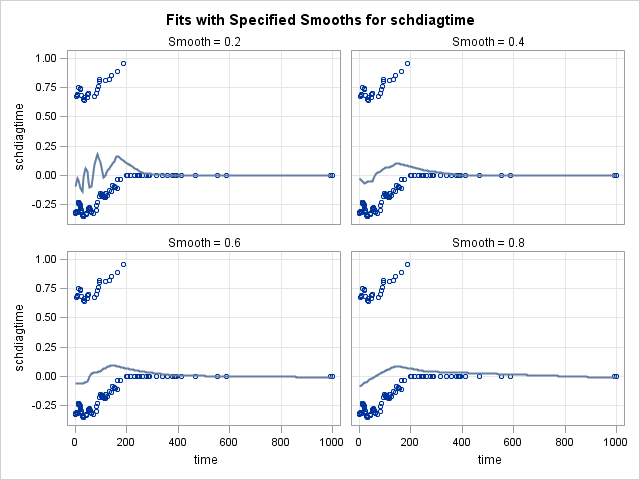 Fits with Specified Smooths for schdiagtime
Smooth = 0.2
Smooth = 0.4
schdiagtime
1.00
0.75
0.50
0.25
0.00
-0.25
Smooth = 0.6
Smooth = 0.8
schdiagtime
1.00
0.75
0.50
0.25
0.00
-0.25
0 200 400 600 800 1000
0 200 400 600 800 1000
time
time